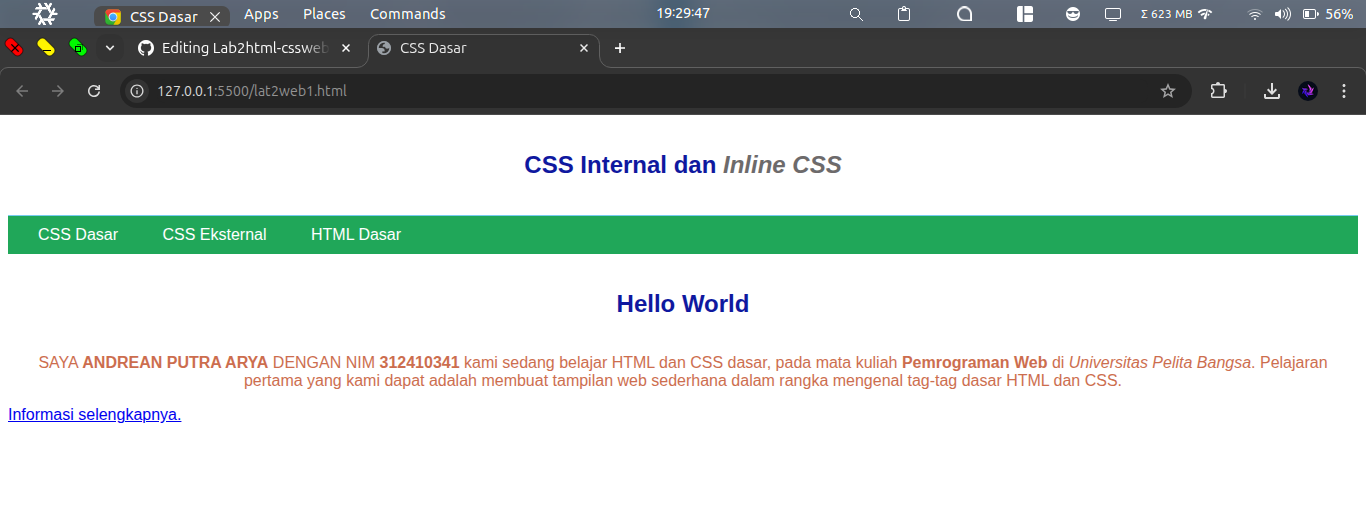 CSS Dasar Apps Places Commands 19:29:47 Σ 623 MB 56%
Editing Lab2html-cssweb CSS Dasar
127.0.0.1:5500/lat2web1.html
CSS Internal dan Inline CSS
CSS Dasar CSS Eksternal HTML Dasar
Hello World
SAYA ANDREAN PUTRA ARYA DENGAN NIM 312410341 kami sedang belajar HTML dan CSS dasar, pada mata kuliah Pemrograman Web di Universitas Pelita Bangsa. Pelajaran
pertama yang kami dapat adalah membuat tampilan web sederhana dalam rangka mengenal tag-tag dasar HTML dan CSS.
Informasi selengkapnya.